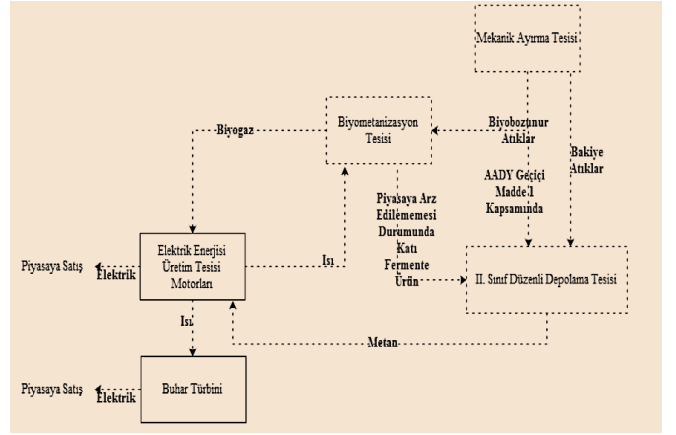 Mekanik Ayırma Tesisi
Biyometanizasyon
Tesisi
Biyobozunur
Atıklar
Biyogaz
Bakiye
Atıklar
AADY Geçiçi
Madde 1
Kapsamında
Piyasaya Arz
Edilememesi
Durumunda
Katı
Fermente
Ürün
Elektrik Enerjisi
Üretim Tesisi
Motorları
Isı
Piyasaya Satış
Elektrik
II. Sınıf Düzenli Depolama Tesisi
Isı
Metan
Buhar Türbini
Piyasaya Satış
Elektrik